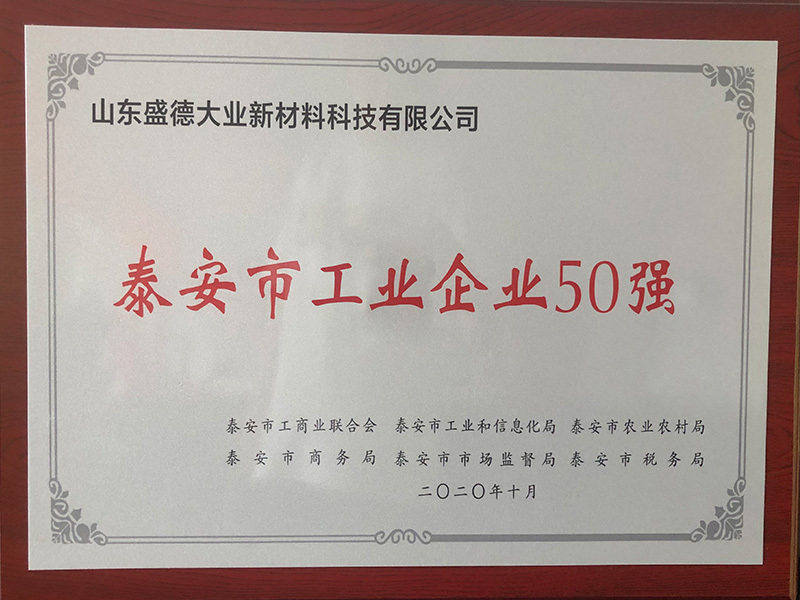 山东盛德大业新材料科技有限公司
泰安市工业企业50强
泰安市工商业联合会 泰安市工业和信息化局 泰安市农业农村局
泰安市商务局 泰安市市场监督局 泰安市税务局
二〇二〇年十月